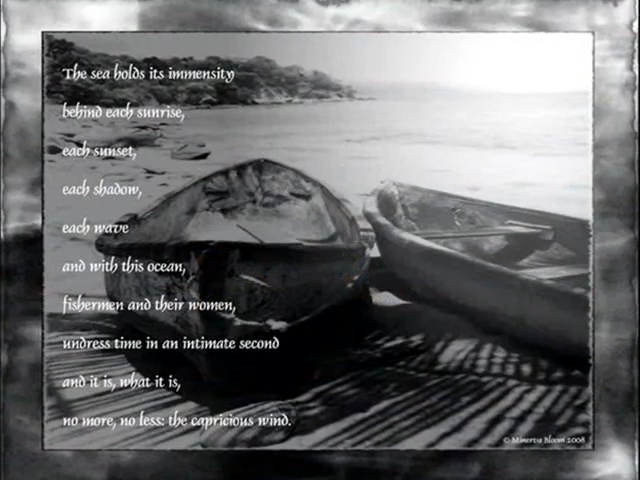 The sea holds its immensity
behind each sunrise,
each sunset,
each shadow,
each wave
and with this ocean,
fishermen and their women,
undress time in an intimate second
and it is, what it is,
no more, no less: the capricious wind.
© Minerva Bloom 2008